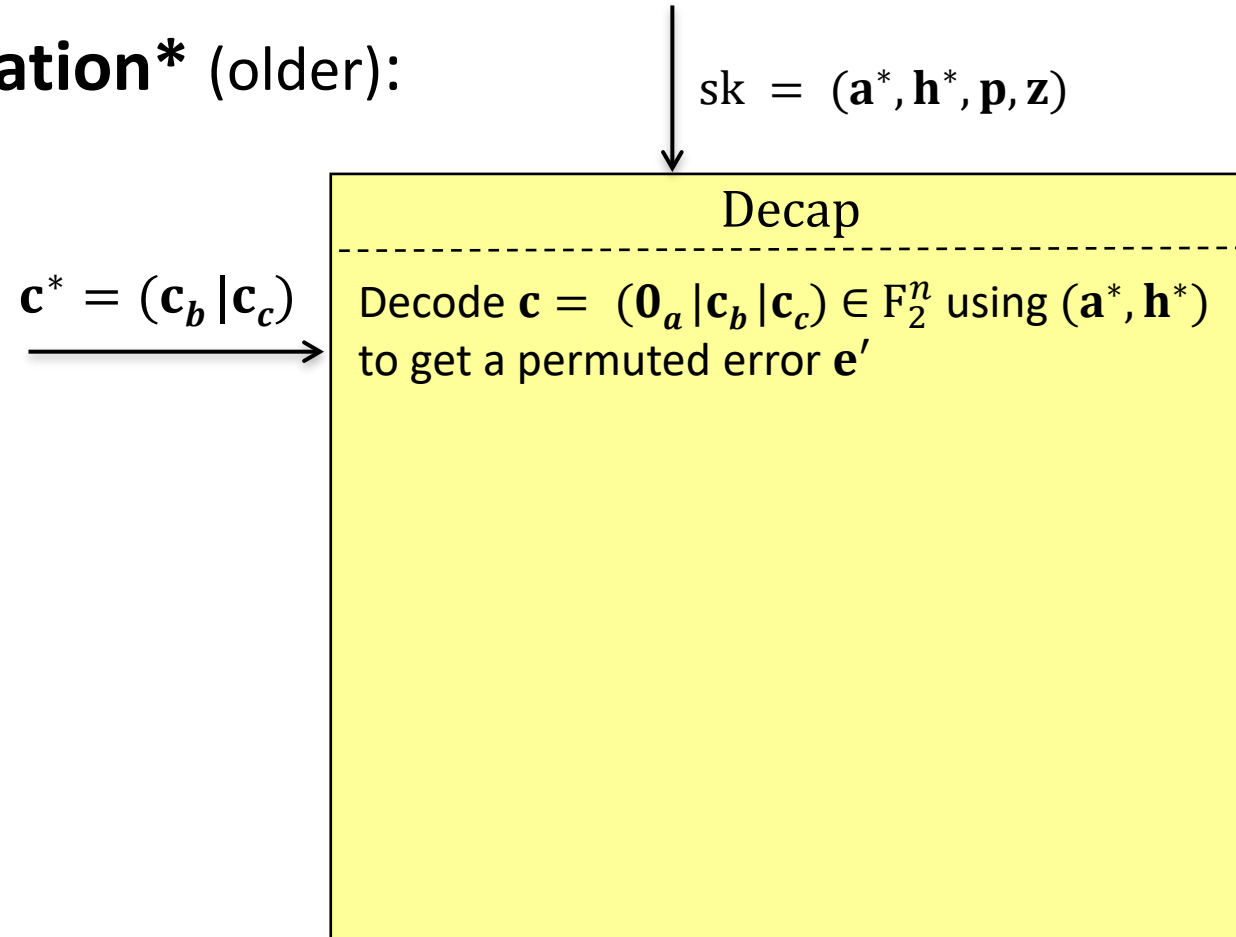 ation* (older):
sk = (a*, h*, p, z)
Decap
c* = (c_b|c_c)
Decode c = (0_a|c_b|c_c) ∈ F_2^n using (a*, h*)
to get a permuted error e′